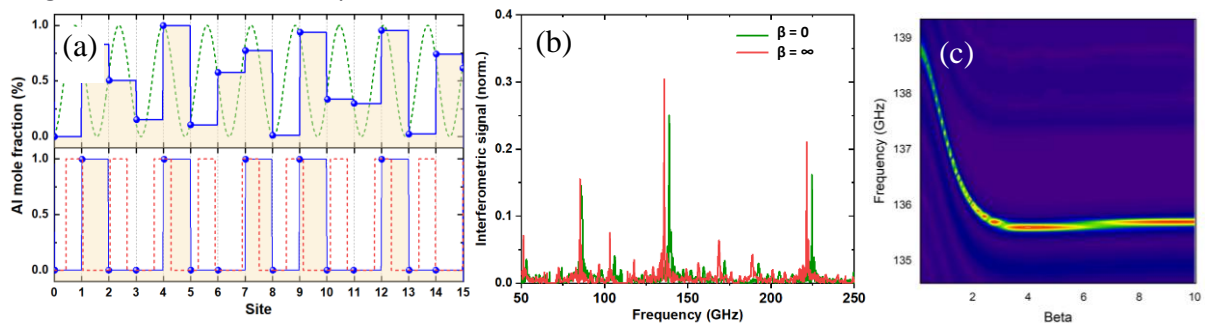 (a)
Al mole fraction (%)
1.0
0.5
0.0
1.0
0.5
0.0
0 1 2 3 4 5 6 7 8 9 10 11 12 13 14 15
Site
(b)
Interferometric signal (norm.)
0.4
0.3
0.2
0.1
0.0
β = 0
β = ∞
50 100 150 200 250
Frequency (GHz)
(c)
Frequency (GHz)
139
138
137
136
135
2 4 6 8 10
Beta